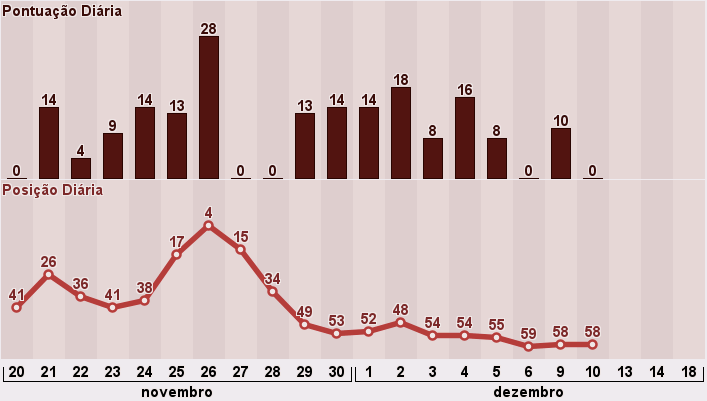 Pontuação Diária
0 14 4 9 14 13 28 0 0 13 14 14 18 8 16 8 0 10 0
Posição Diária
41 26 36 41 38 17 4 15 34 49 53 52 48 54 54 55 59 58 58
20 21 22 23 24 25 26 27 28 29 30 1 2 3 4 5 6 9 10 13 14 18
novembro dezembro